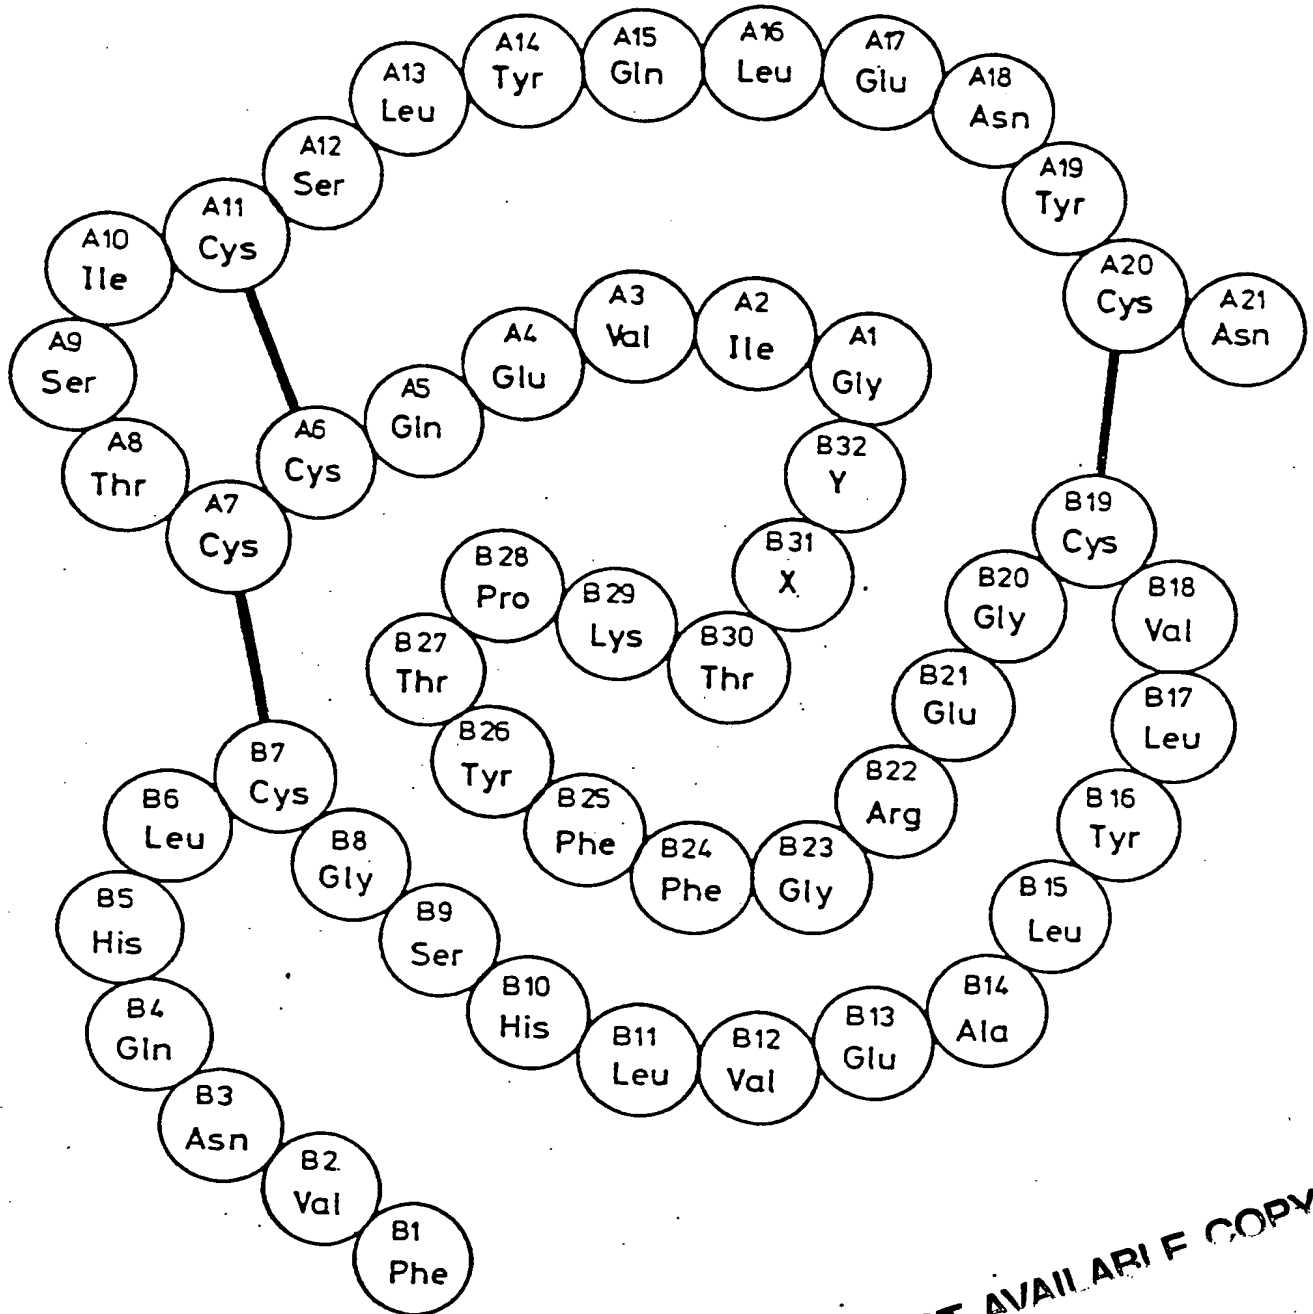 A14
Tyr
A15
Gln
A16
Leu
A17
Glu
A13
Leu
A18
Asn
A12
Ser
A19
Tyr
A11
Cys
A10
Ile
A20
Cys
A21
Asn
A9
Ser
A8
Thr
A7
Cys
A6
Cys
A5
Gln
A4
Glu
A3
Val
A2
Ile
A1
Gly
B32
Y
B31
X
B30
Thr
B29
Lys
B28
Pro
B27
Thr
B26
Tyr
B25
Phe
B24
Phe
B23
Gly
B22
Arg
B21
Glu
B20
Gly
B19
Cys
B18
Val
B17
Leu
B16
Tyr
B15
Leu
B14
Ala
B13
Glu
B12
Val
B11
Leu
B10
His
B9
Ser
B8
Gly
B7
Cys
B6
Leu
B5
His
B4
Gln
B3
Asn
B2
Val
B1
Phe
AVAILABLE COPY